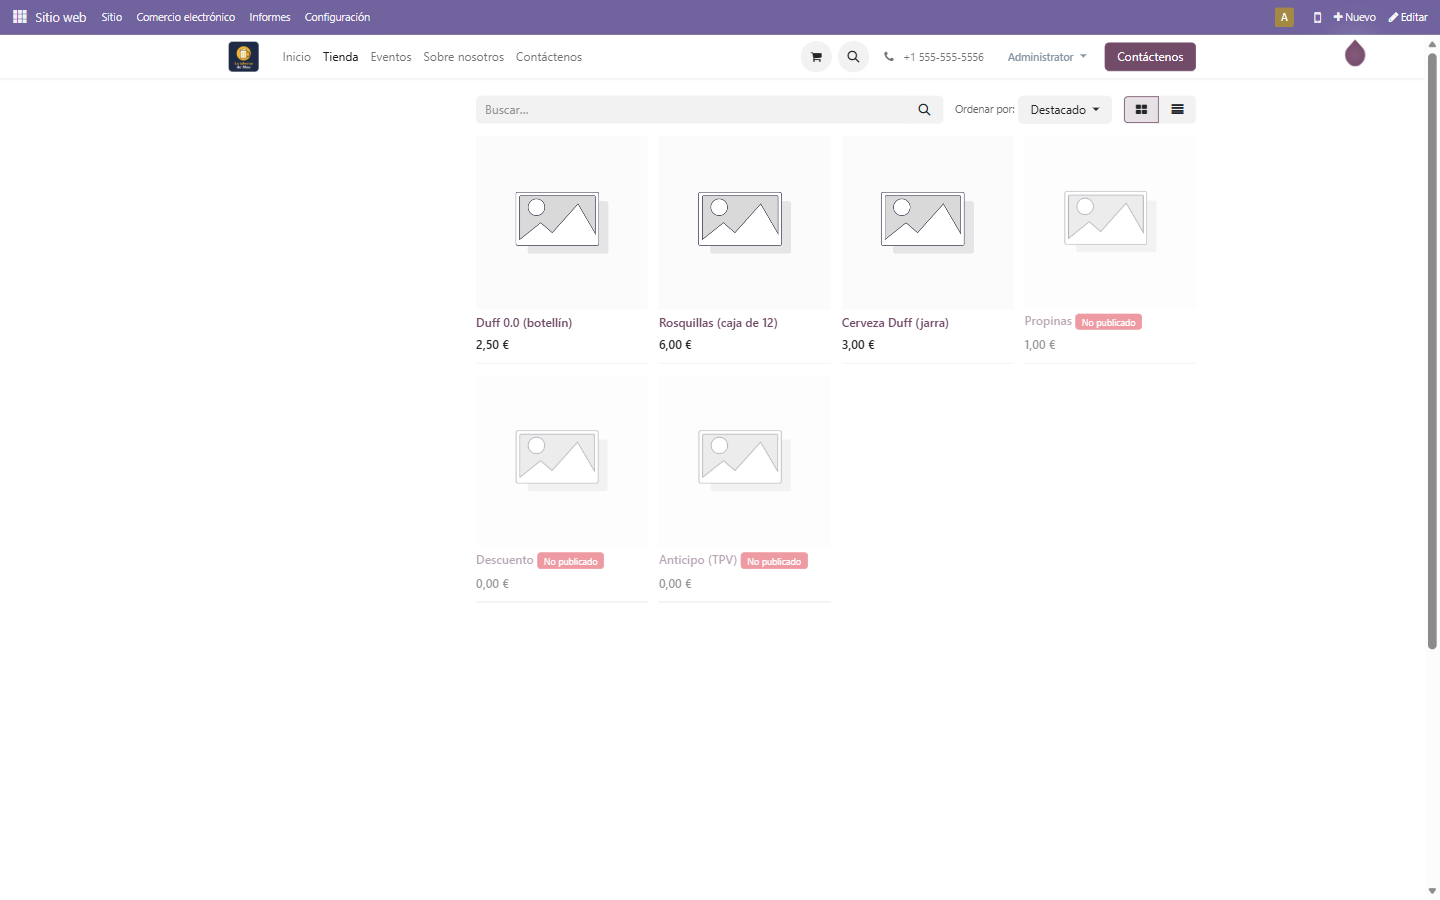 Sitio web Sitio Comercio electrónico Informes Configuración A Nuevo Editar
Inicio Tienda Eventos Sobre nosotros Contáctenos +1 555-555-5556 Administrator Contáctenos
Buscar... Ordenar por: Destacado
Duff 0.0 (botellín)
2,50 €
Rosquillas (caja de 12)
6,00 €
Cerveza Duff (jarra)
3,00 €
Propinas No publicado
1,00 €
Descuento No publicado
0,00 €
Anticipo (TPV) No publicado
0,00 €